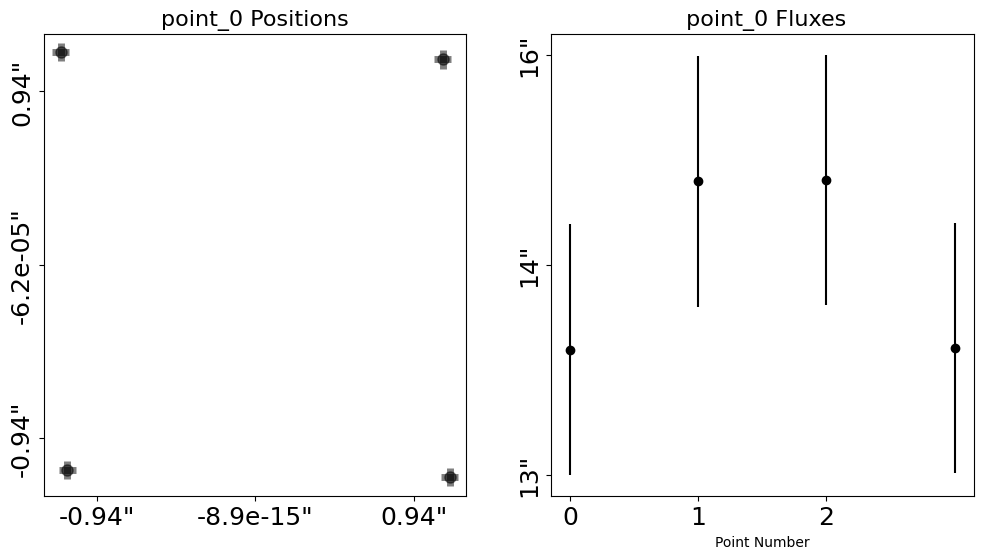 point_0 Positions
0.94"
-6.2e-05"
-0.94"
-0.94"
-8.9e-15"
0.94"
point_0 Fluxes
16"
14"
13"
0
1
2
Point Number